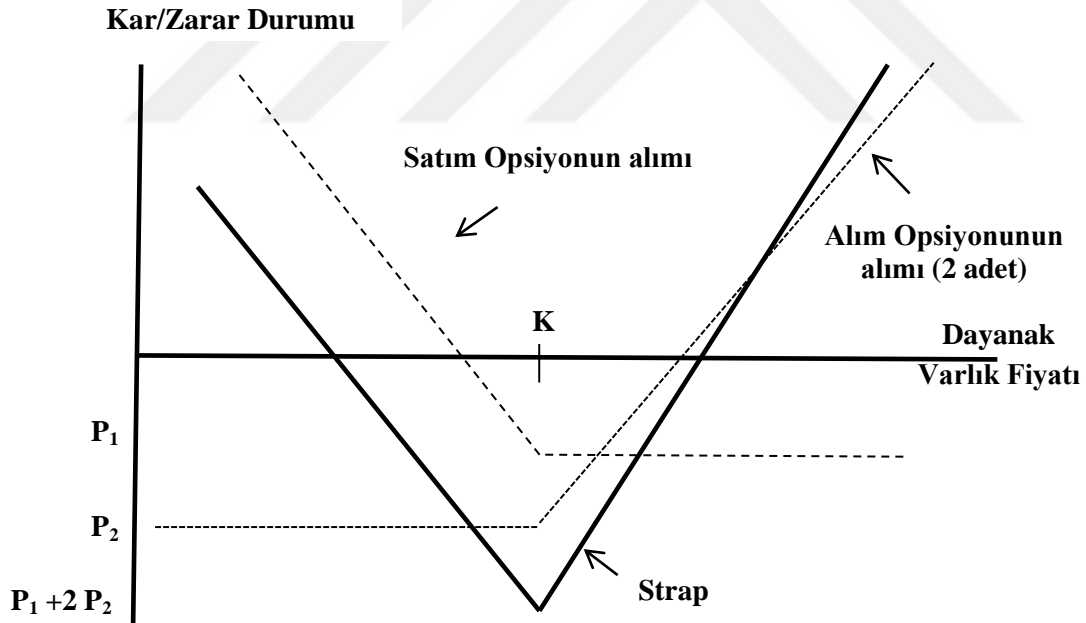 Kar/Zarar Durumu
Satım Opsiyonun alımı
Alım Opsiyonunun
alımı (2 adet)
K
Dayanak
Varlık Fiyatı
P₁
P₂
Strap
P₁ +2 P₂